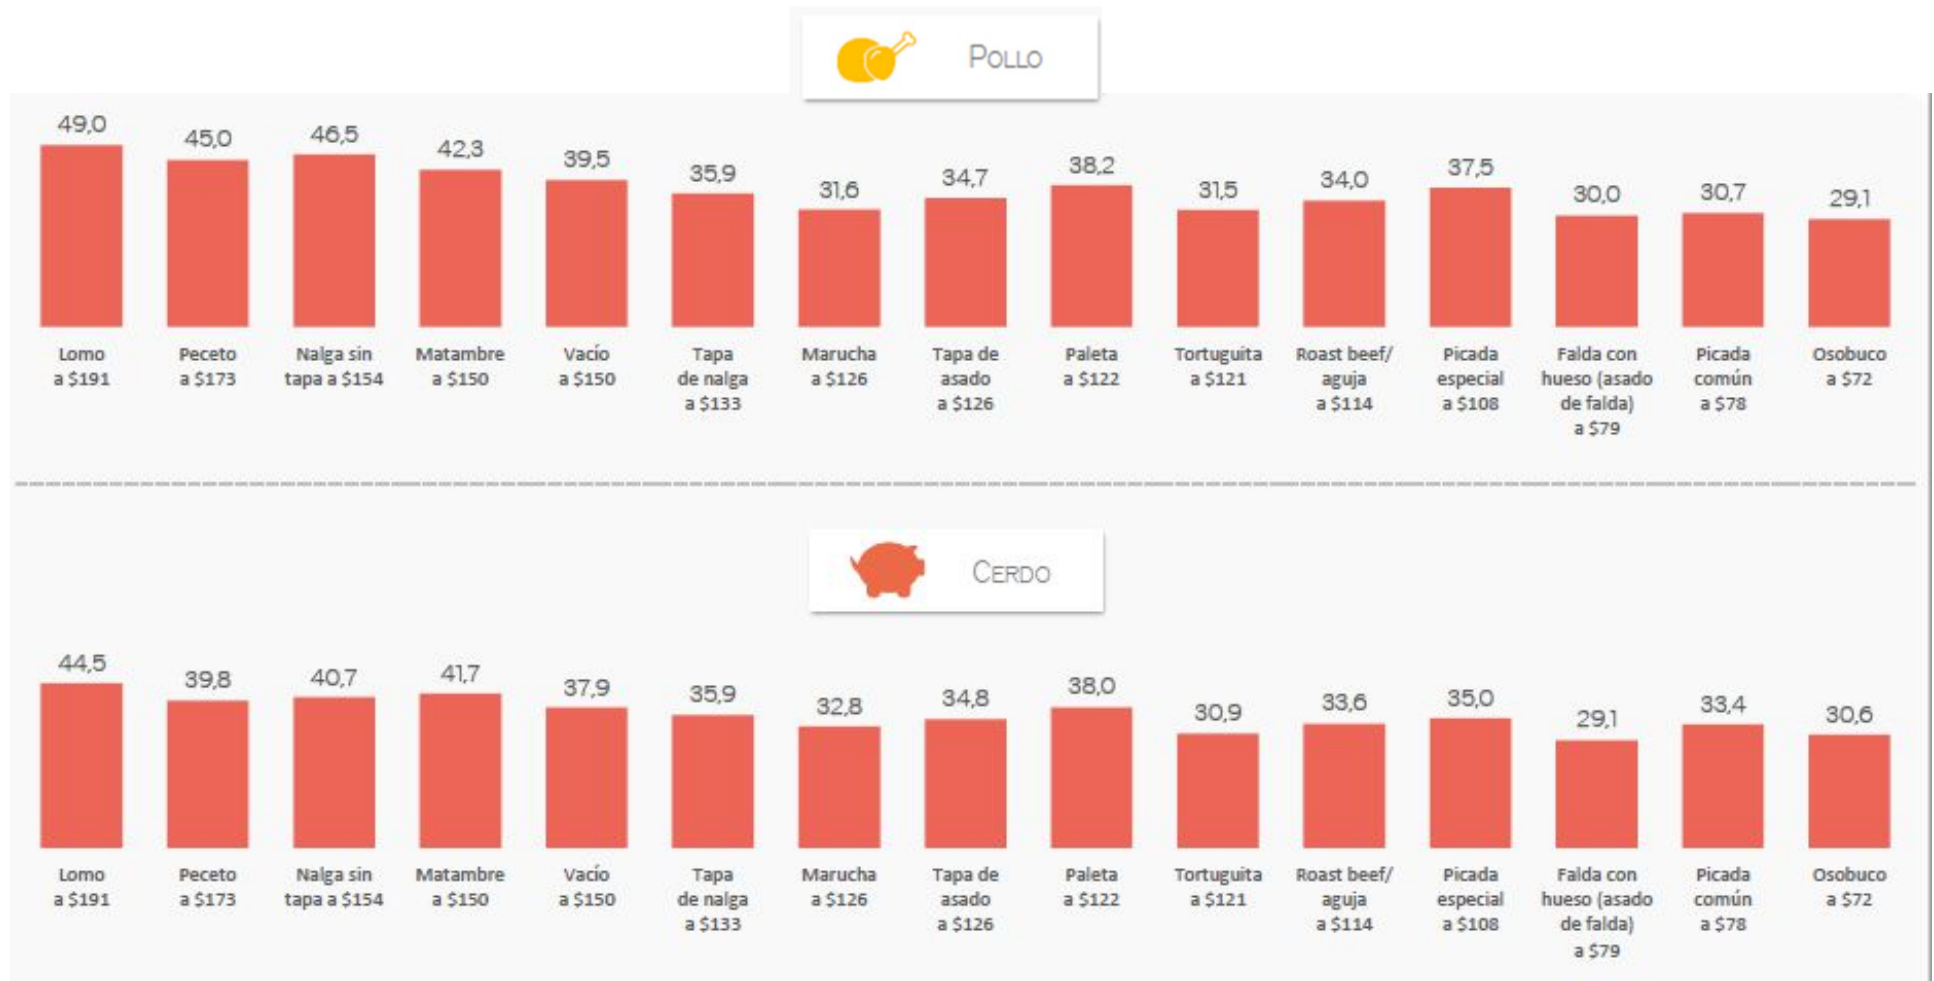 POLLO
49,0
45,0
46,5
42,3
39,5
35,9
31,6
34,7
38,2
31,5
34,0
37,5
30,0
30,7
29,1
Lomo
a $191
Peceto
a $173
Nalga sin
tapa a $154
Matambre
a $150
Vacío
a $150
Tapa
de nalga
a $133
Marucha
a $126
Tapa de
asado
a $126
Paleta
a $122
Tortuguita
a $121
Roast beef/
aguja
a $114
Picada
especial
a $108
Falda con
hueso (asado
de falda)
a $79
Picada
común
a $78
Osobuco
a $72
CERDO
44,5
39,8
40,7
41,7
37,9
35,9
32,8
34,8
38,0
30,9
33,6
35,0
29,1
33,4
30,6
Lomo
a $191
Peceto
a $173
Nalga sin
tapa a $154
Matambre
a $150
Vacío
a $150
Tapa
de nalga
a $133
Marucha
a $126
Tapa de
asado
a $126
Paleta
a $122
Tortuguita
a $121
Roast beef/
aguja
a $114
Picada
especial
a $108
Falda con
hueso (asado
de falda)
a $79
Picada
común
a $78
Osobuco
a $72